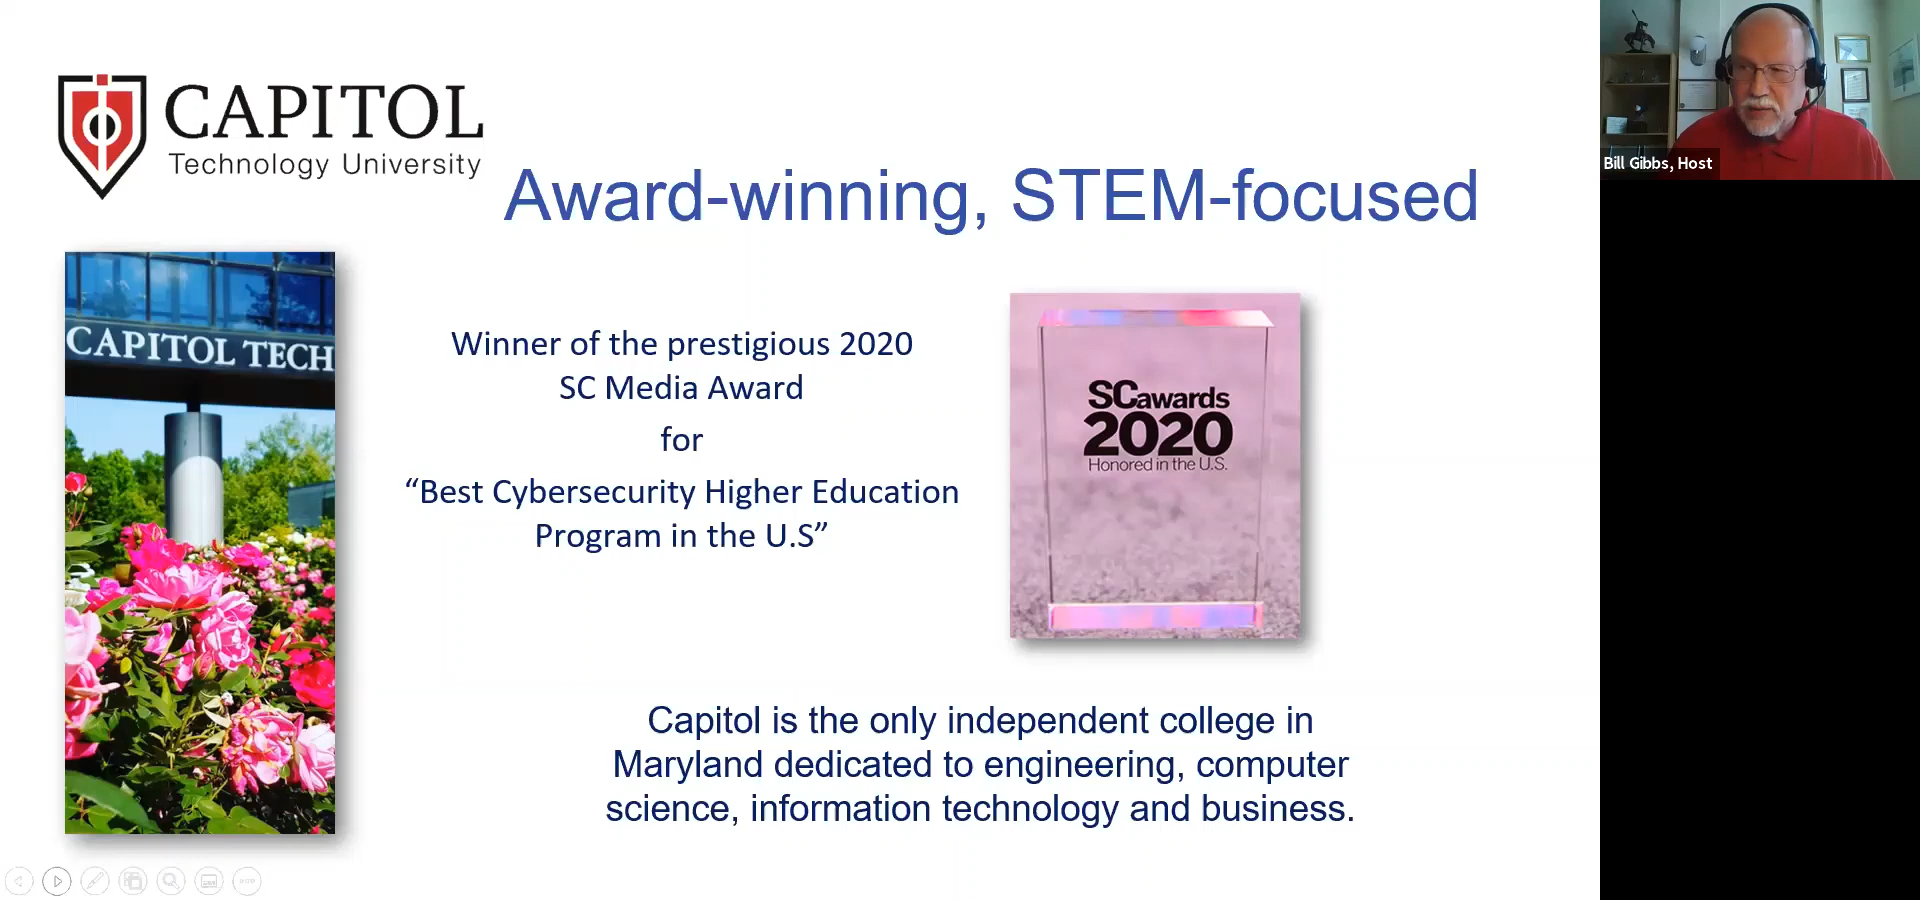 CAPITOL
Technology University
Award-winning, STEM-focused
CAPITOL TECH
Winner of the prestigious 2020
SC Media Award
for
“Best Cybersecurity Higher Education
Program in the U.S”
SCawards
2020
Honored in the U.S.
Capitol is the only independent college in
Maryland dedicated to engineering, computer
science, information technology and business.
Bill Gibbs, Host